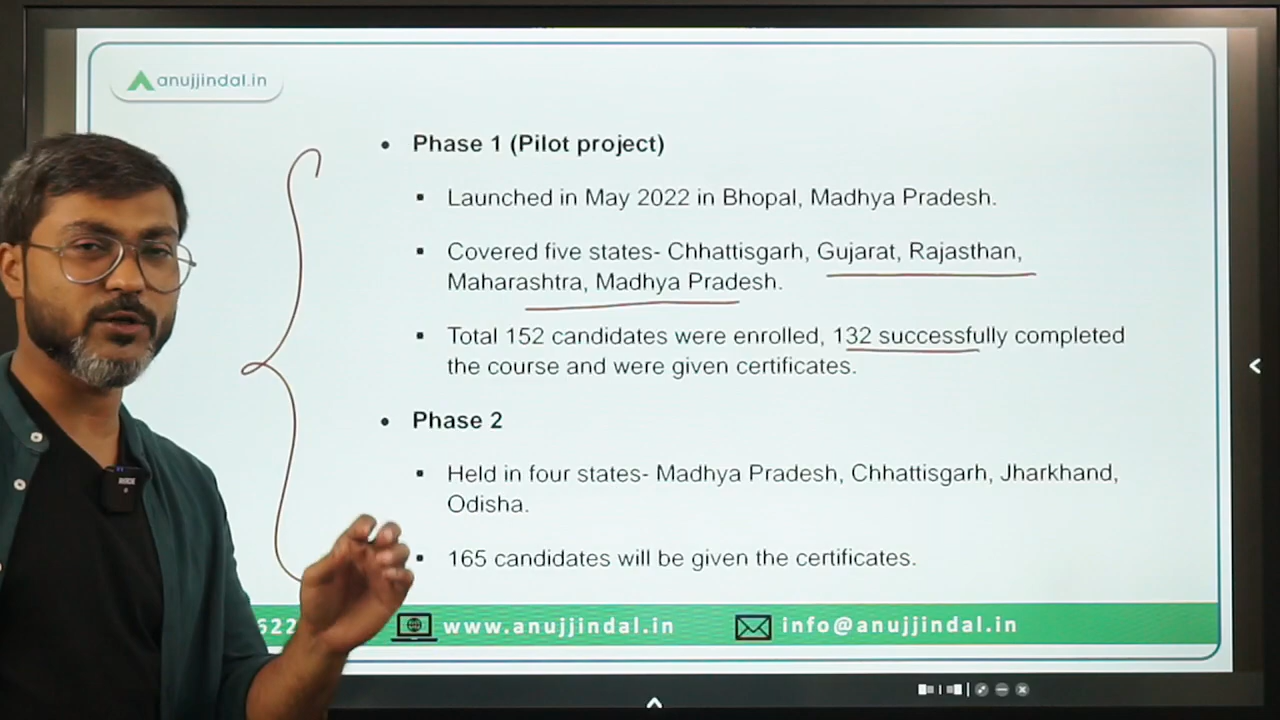 anujjindal.in
• Phase 1 (Pilot project)
▪ Launched in May 2022 in Bhopal, Madhya Pradesh.
▪ Covered five states- Chhattisgarh, Gujarat, Rajasthan,
Maharashtra, Madhya Pradesh.
▪ Total 152 candidates were enrolled, 132 successfully completed
the course and were given certificates.
• Phase 2
▪ Held in four states- Madhya Pradesh, Chhattisgarh, Jharkhand,
Odisha.
▪ 165 candidates will be given the certificates.
622 www.anujjindal.in info@anujjindal.in